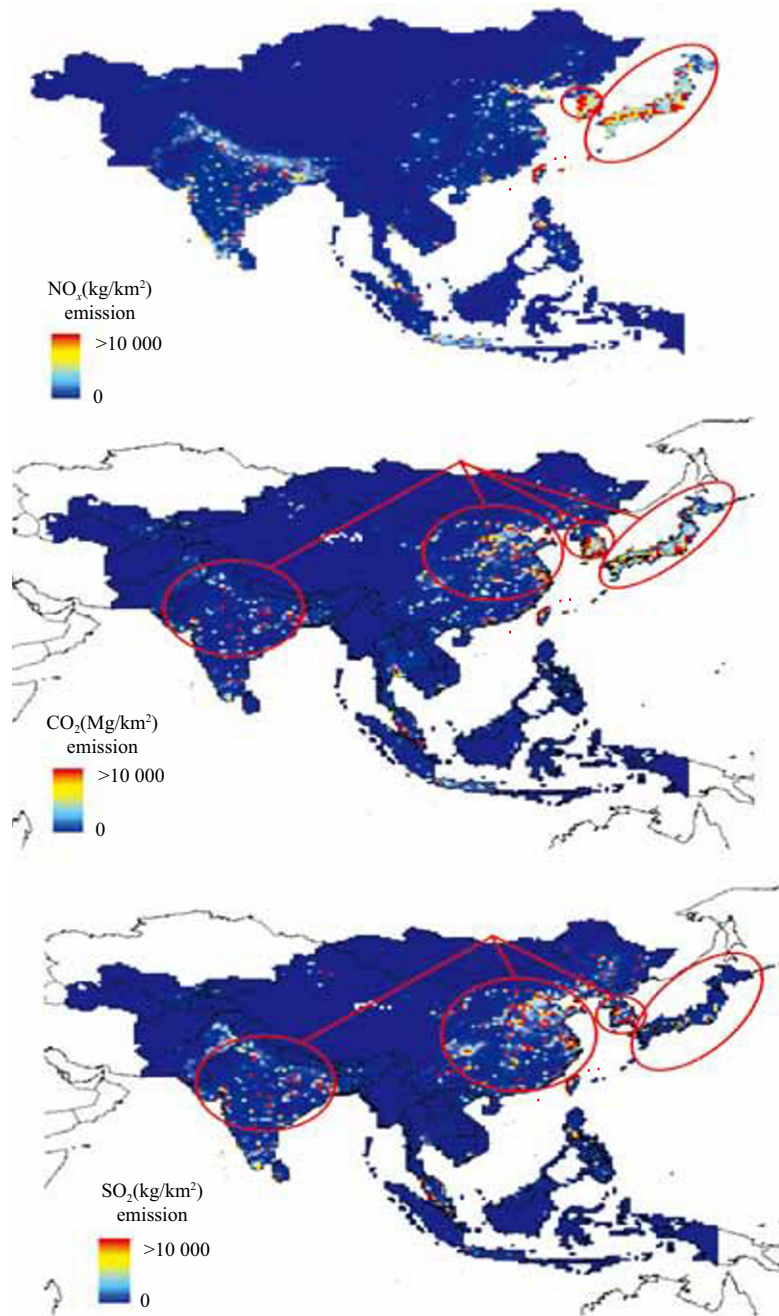 NOₓ(kg/km²)
emission
>10 000
0
CO₂(Mg/km²)
emission
>10 000
0
SO₂(kg/km²)
emission
>10 000
0